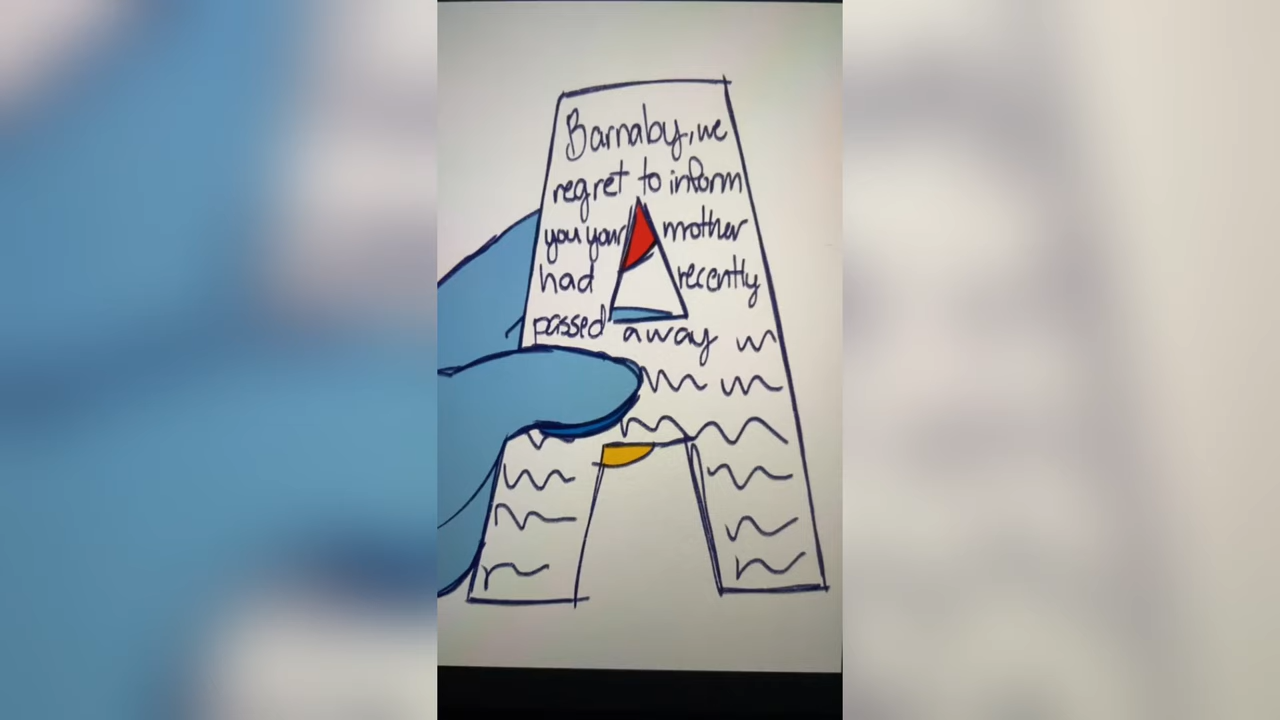 Barnaby, we
regret to inform
you your mother
had recently
passed away